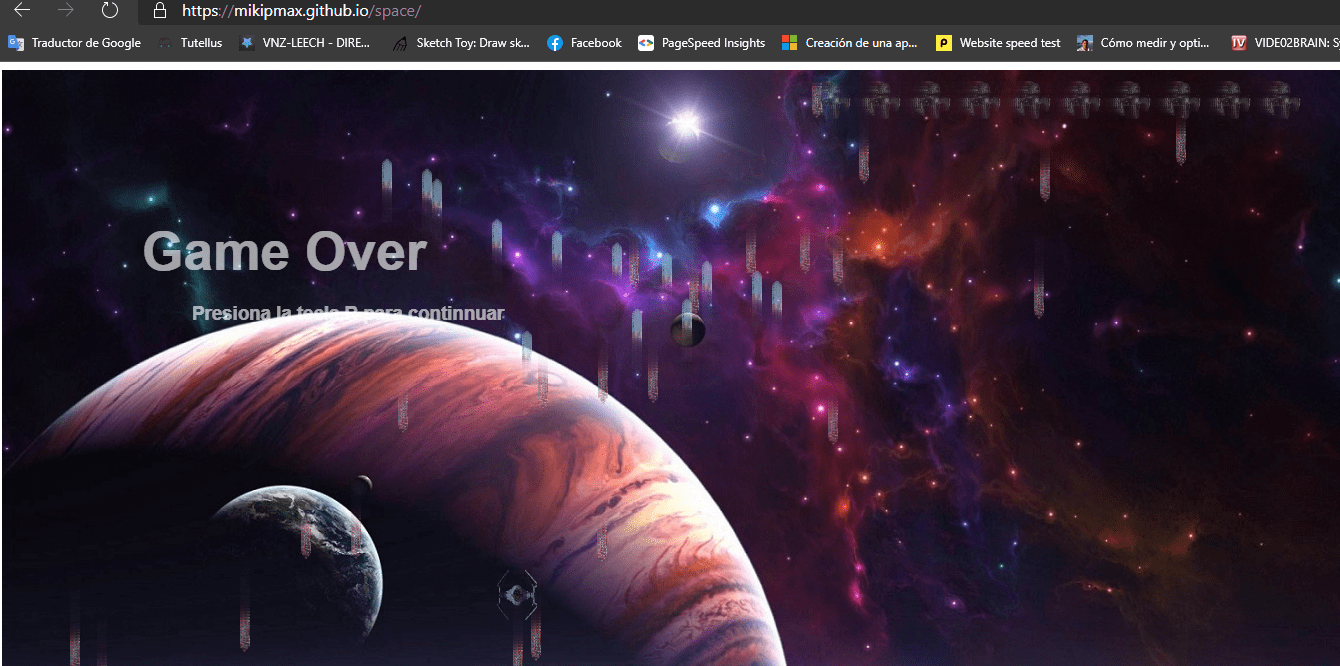 https://mikipmax.github.io/space/
Traductor de Google Tutellus VNZ-LEECH - DIRE... Sketch Toy: Draw sk... Facebook PageSpeed Insights Creación de una ap... Website speed test Cómo medir y opti... VIDEO2BRAIN: S
Game Over
Presiona la tecla R para continnuar